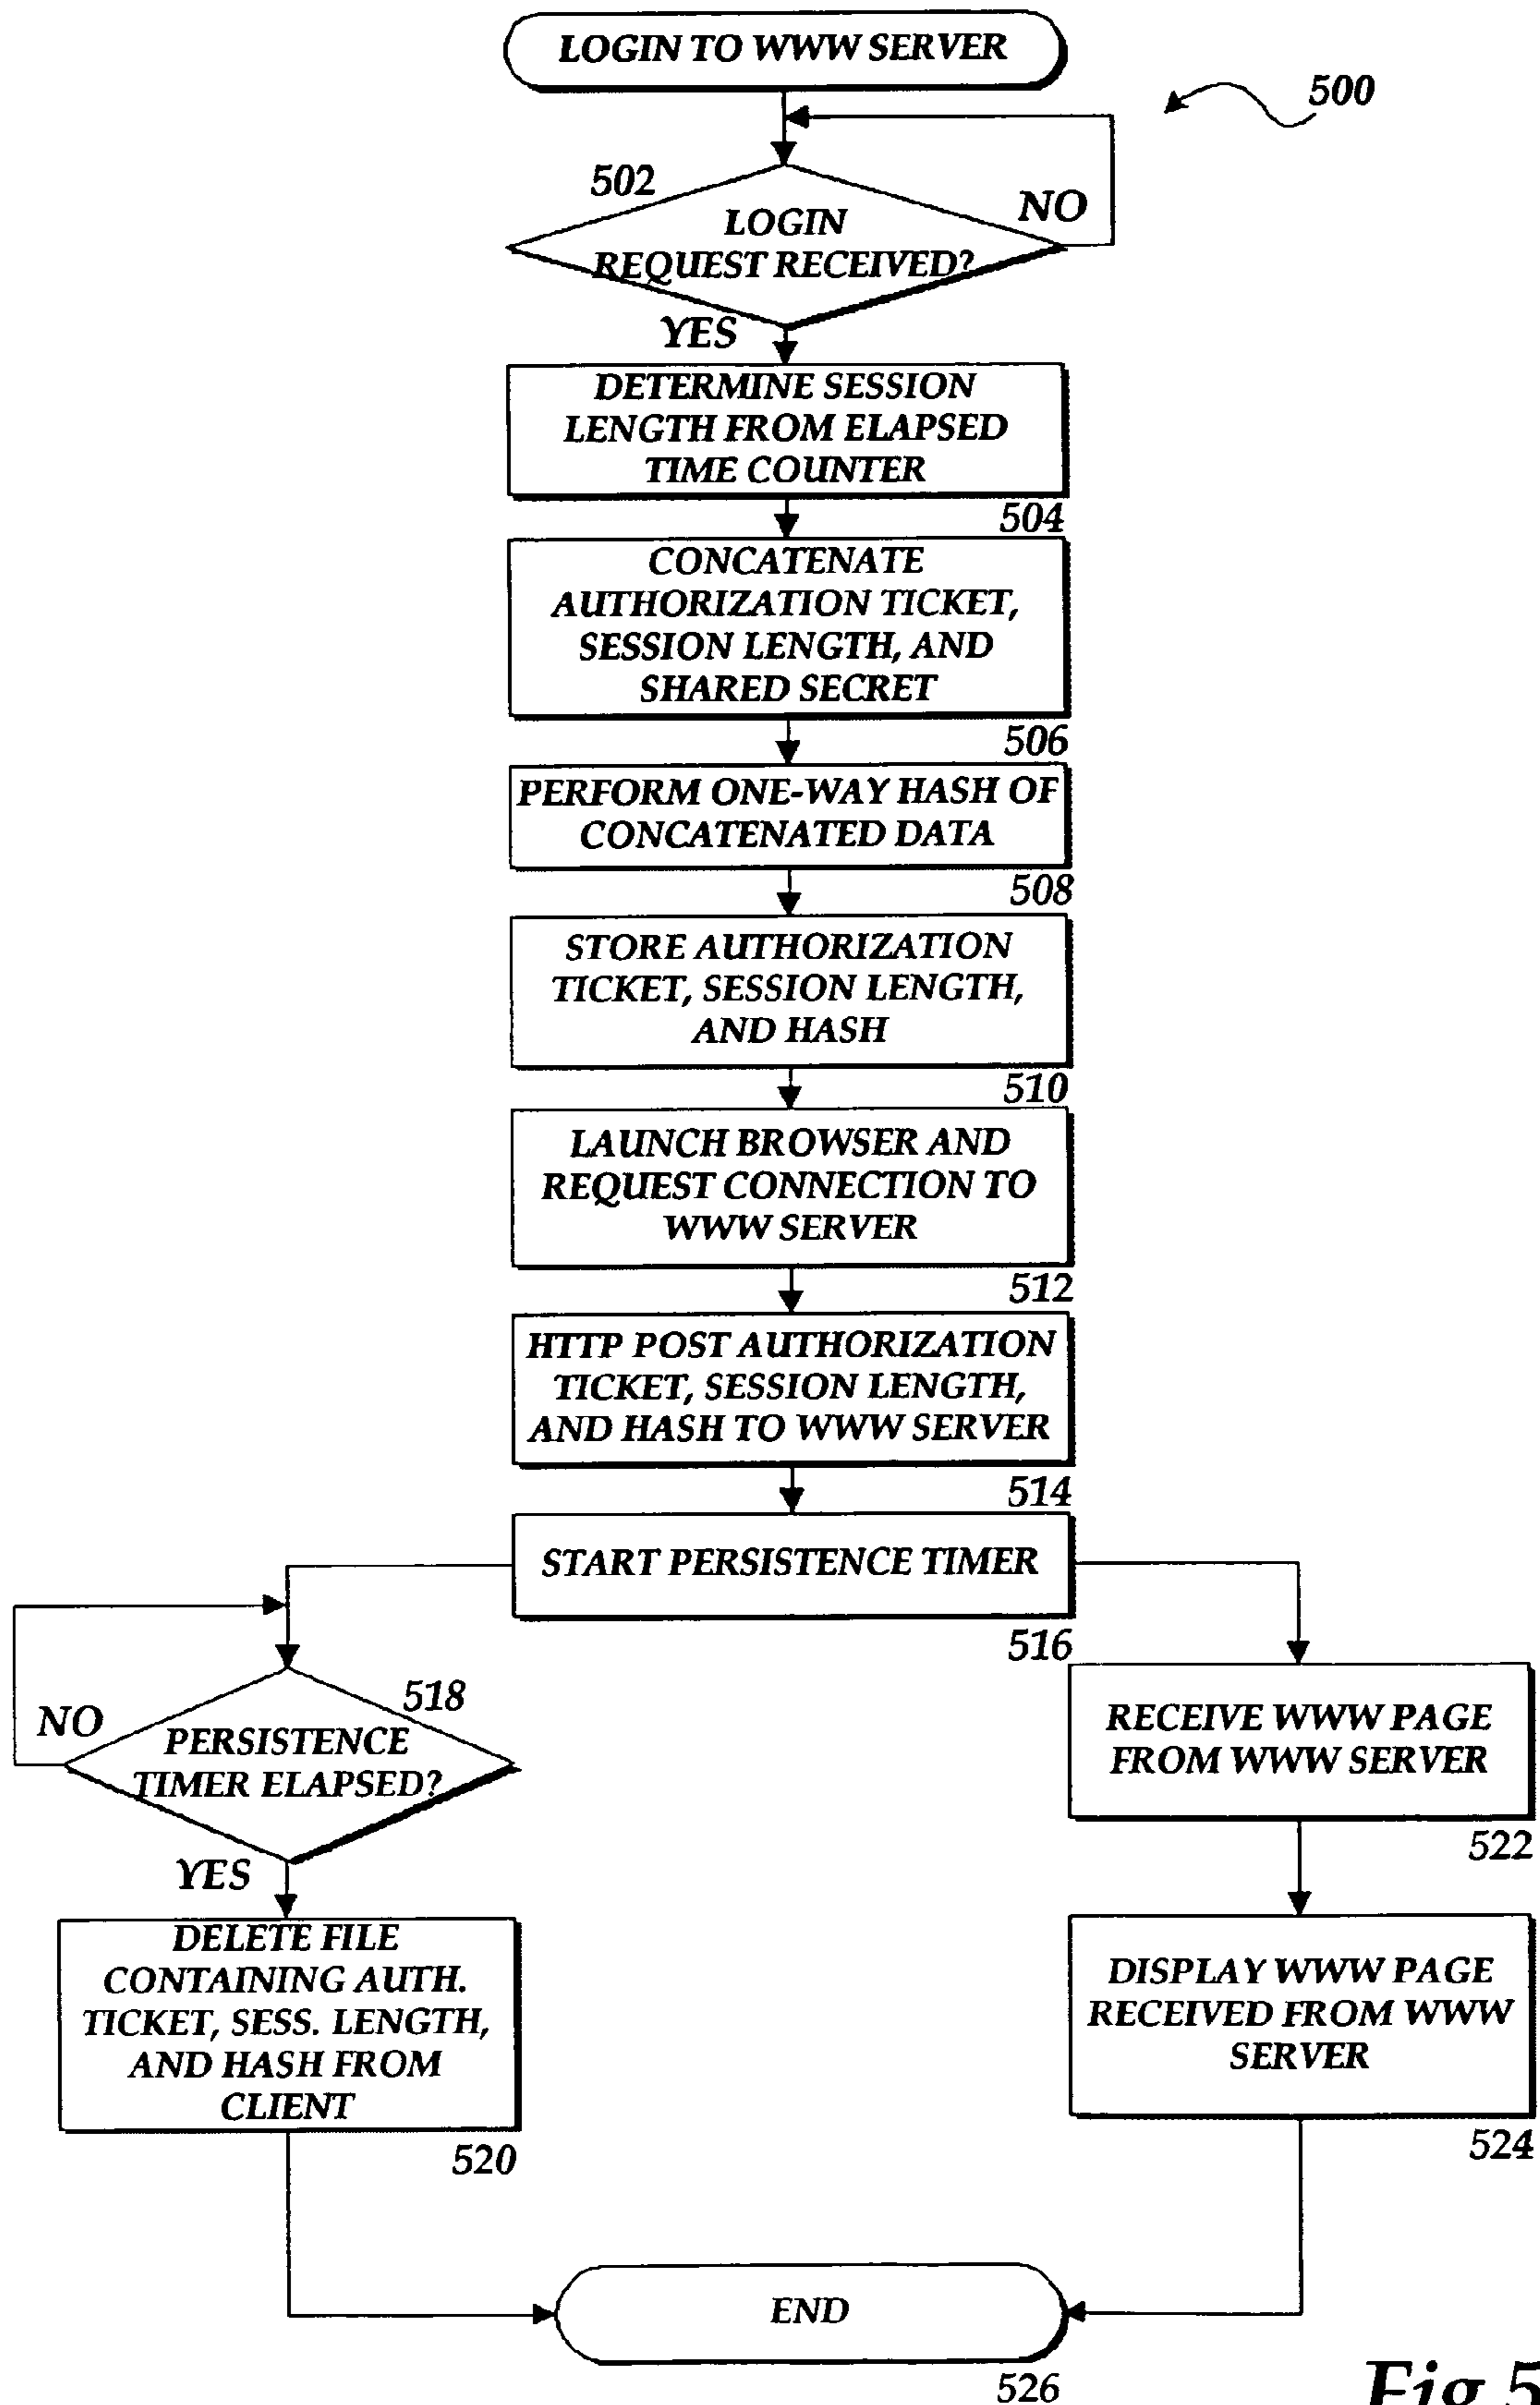 LOGIN TO WWW SERVER
500
502
NO
LOGIN
REQUEST RECEIVED?
YES
DETERMINE SESSION
LENGTH FROM ELAPSED
TIME COUNTER
504
CONCATENATE
AUTHORIZATION TICKET,
SESSION LENGTH, AND
SHARED SECRET
506
PERFORM ONE-WAY HASH OF
CONCATENATED DATA
508
STORE AUTHORIZATION
TICKET, SESSION LENGTH,
AND HASH
510
LAUNCH BROWSER AND
REQUEST CONNECTION TO
WWW SERVER
512
HTTP POST AUTHORIZATION
TICKET, SESSION LENGTH,
AND HASH TO WWW SERVER
514
START PERSISTENCE TIMER
516
518
NO
PERSISTENCE
TIMER ELAPSED?
YES
DELETE FILE
CONTAINING AUTH.
TICKET, SESS. LENGTH,
AND HASH FROM
CLIENT
520
RECEIVE WWW PAGE
FROM WWW SERVER
522
DISPLAY WWW PAGE
RECEIVED FROM WWW
SERVER
524
END
526
Fig.5